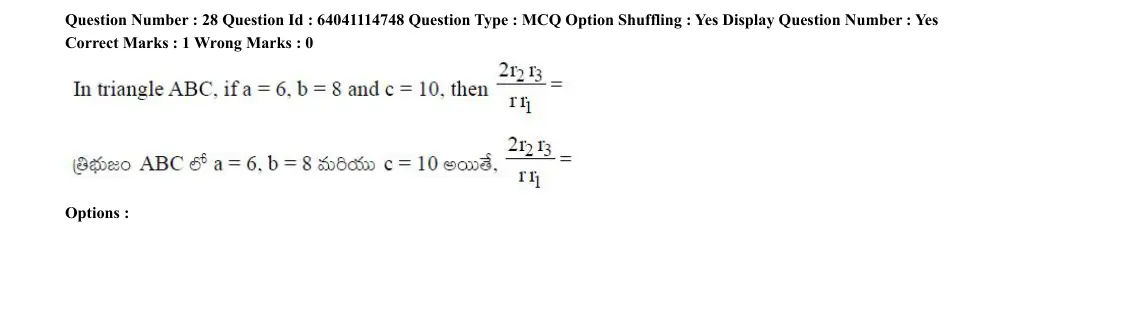 Question Number : 28 Question Id : 64041114748 Question Type : MCQ Option Shuffling : Yes Display Question Number : Yes
Correct Marks : 1 Wrong Marks : 0
In triangle ABC, if a = 6, b = 8 and c = 10, then 2r₂ r₃ / r r₁ =
త్రిభుజం ABC లో a = 6, b = 8 మరియు c = 10 అయితే, 2r₂ r₃ / r r₁ =
Options :